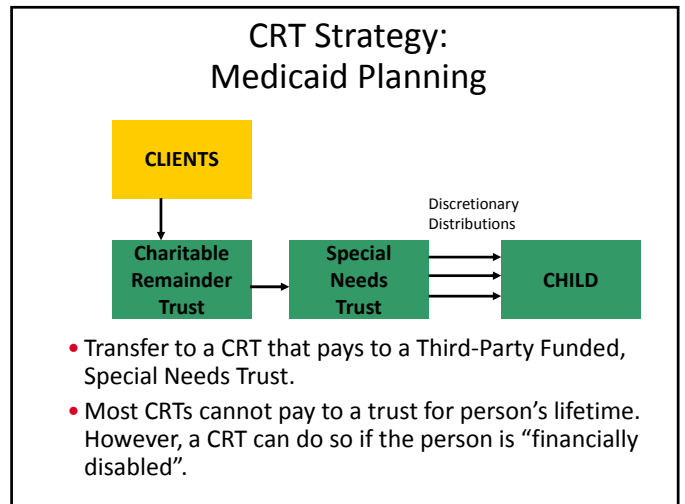 CRT Strategy:
Medicaid Planning
CLIENTS
Discretionary
Distributions
Charitable
Remainder
Trust
Special
Needs
Trust
CHILD
• Transfer to a CRT that pays to a Third-Party Funded,
Special Needs Trust.
• Most CRTs cannot pay to a trust for person’s lifetime.
However, a CRT can do so if the person is “financially
disabled”.